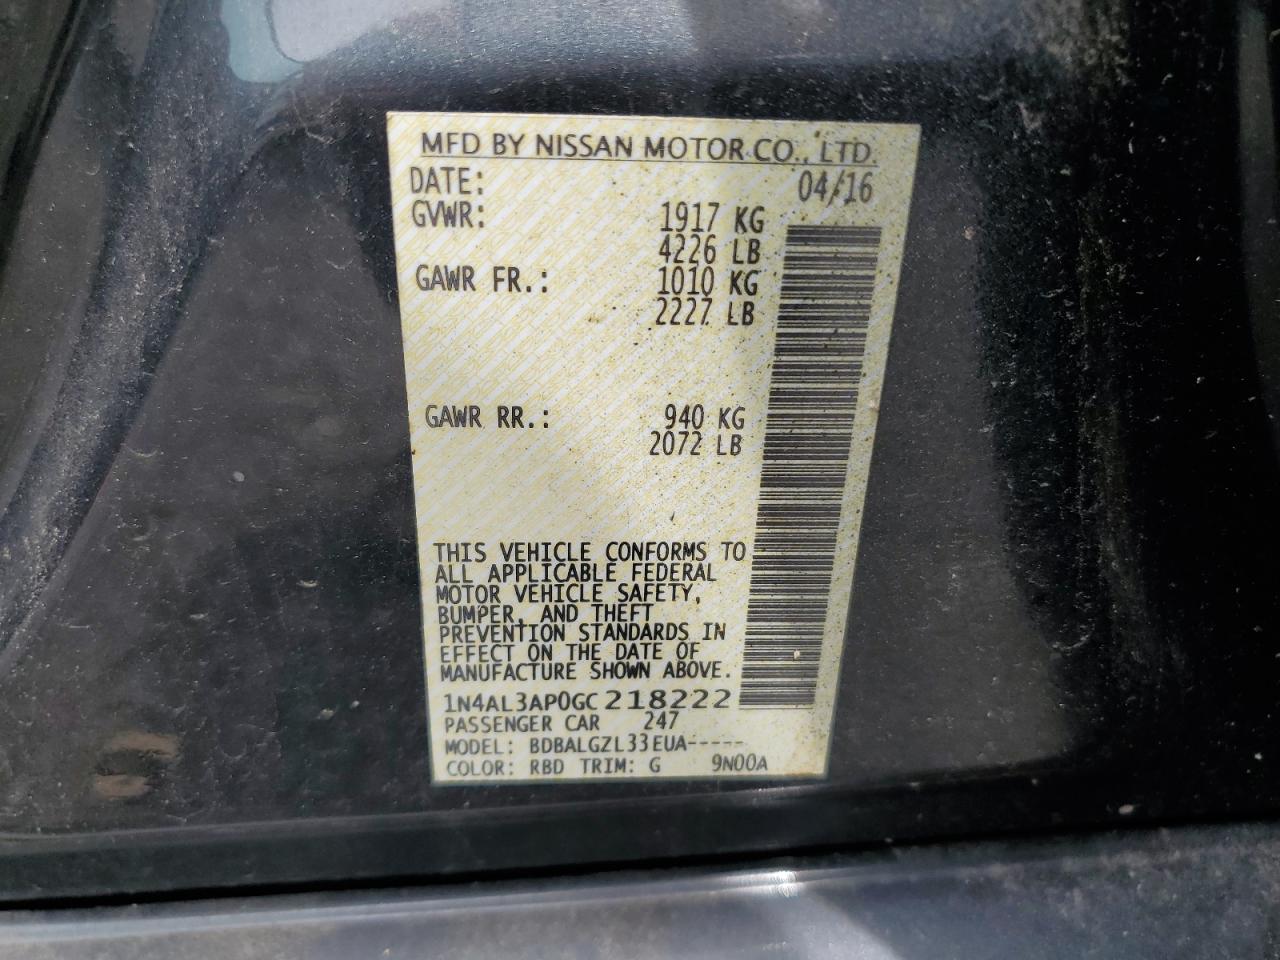 MFD BY NISSAN MOTOR CO., LTD.
DATE: 04/16
GVWR: 1917 KG
4226 LB
GAWR FR.: 1010 KG
2227 LB
GAWR RR.: 940 KG
2072 LB
THIS VEHICLE CONFORMS TO
ALL APPLICABLE FEDERAL
MOTOR VEHICLE SAFETY,
BUMPER, AND THEFT
PREVENTION STANDARDS IN
EFFECT ON THE DATE OF
MANUFACTURE SHOWN ABOVE.
1N4AL3AP0GC218222
PASSENGER CAR 247
MODEL: BDBALGZL33EUA-----
COLOR: RBD TRIM: G 9N00A